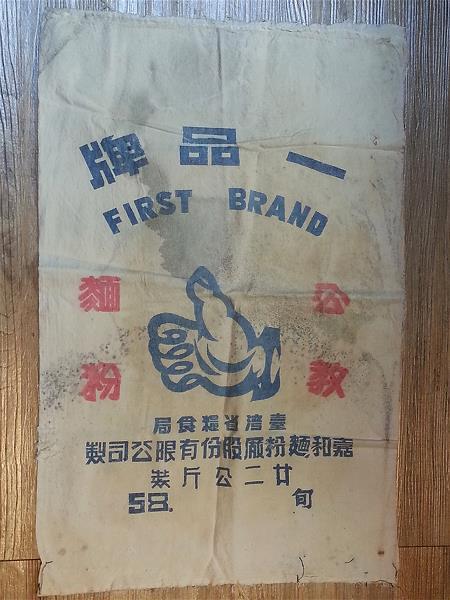 一品牌
FIRST BRAND
公教
麵粉
臺灣省糧食局
嘉和麵粉廠股份有限公司製
廿二公斤裝
58. 旬